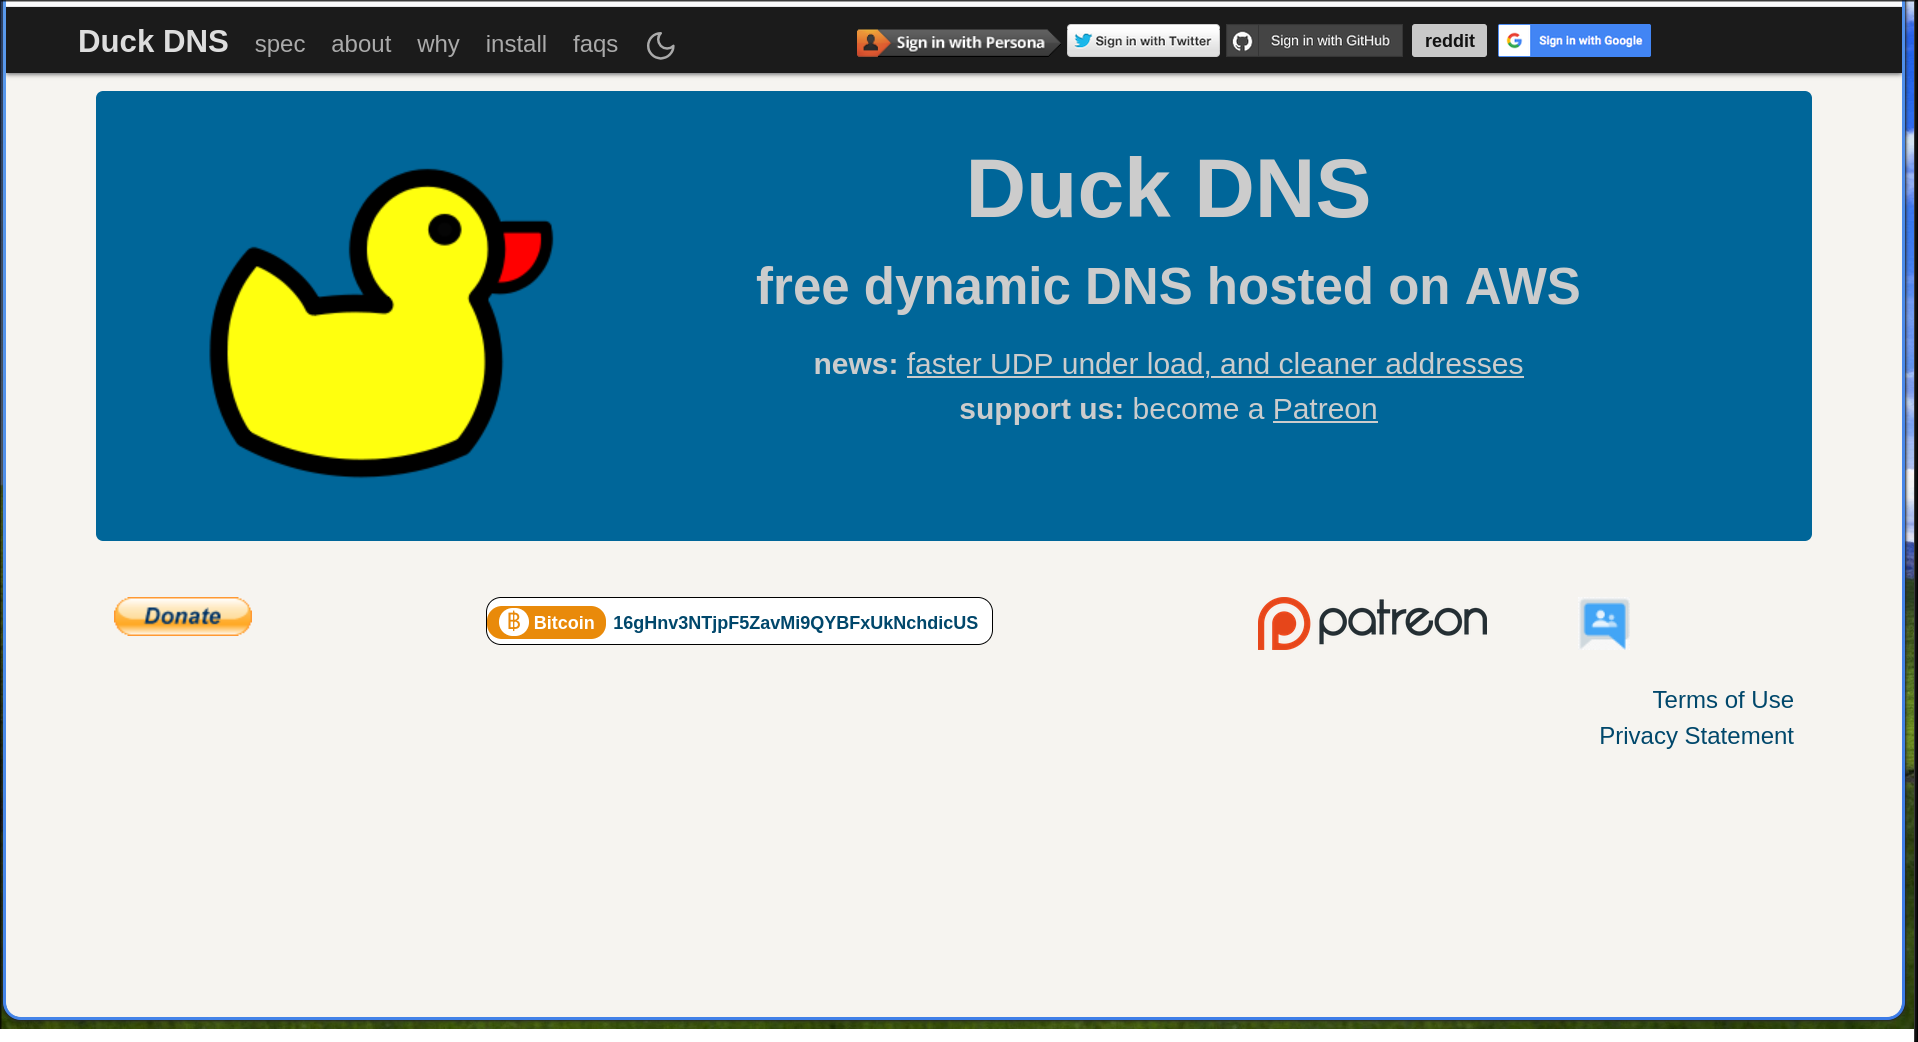 Duck DNS spec about why install faqs Sign in with Persona Sign in with Twitter Sign in with GitHub reddit Sign in with Google
Duck DNS
free dynamic DNS hosted on AWS
news: faster UDP under load, and cleaner addresses
support us: become a Patreon
Donate
Bitcoin 16gHnv3NTjpF5ZavMi9QYBFxUkNchdicUS
patreon
Terms of Use
Privacy Statement